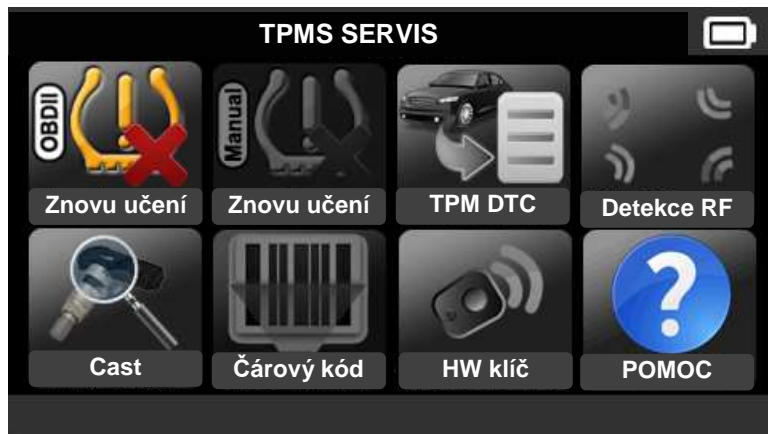 TPMS SERVIS
OBDII
Znovu učení
Manual
Znovu učení
TPM DTC
Detekce RF
Cast
Čárový kód
HW klíč
?
POMOC